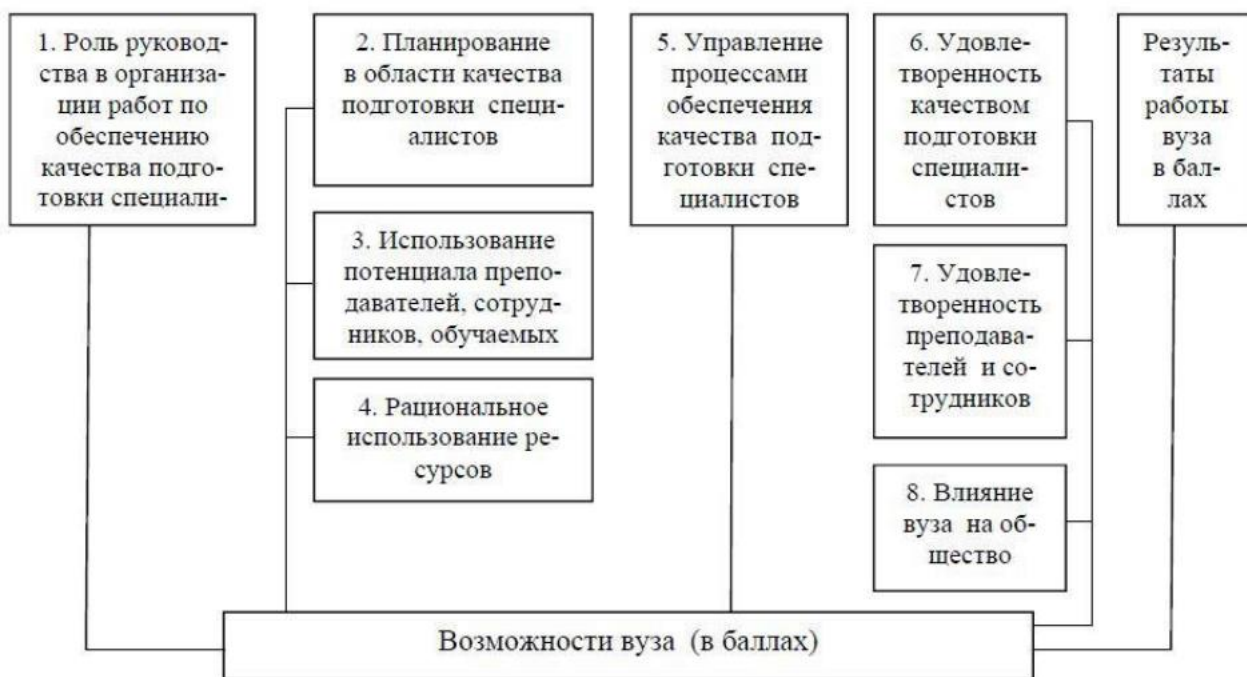 1. Роль руковод-
ства в организа-
ции работ по
обеспечению
качества подго-
товки специали-
2. Планирование
в области качества
подготовки специ-
алистов
3. Использование
потенциала препо-
давателей, сотруд-
ников, обучаемых
4. Рациональное
использование ре-
сурсов
5. Управление
процессами
обеспечения
качества под-
готовки спе-
циалистов
6. Удовле-
творенность
качеством
подготовки
специали-
стов
7. Удовле-
творенность
преподава-
телей и со-
трудников
8. Влияние
вуза на об-
щество
Резуль-
таты
работы
вуза
в бал-
лах
Возможности вуза (в баллах)